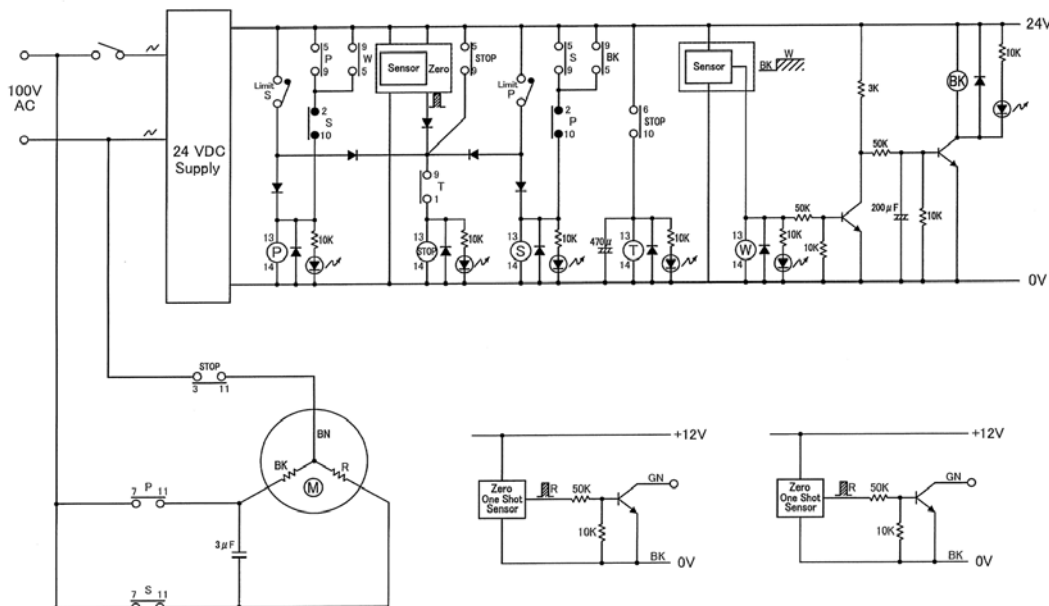 24V
5
P
9
9
W
5
Sensor
Zero
5
STOP
9
5
S
9
9
BK
5
Sensor
BK
W
BK
10K
100V
AC
Limit
S
Limit
P
24 VDC
Supply
2
S
10
2
P
10
6
STOP
10
3K
50K
9
T
1
200μF
10K
13
P
14
10K
13
STOP
14
10K
13
S
14
10K
470μ
13
T
14
10K
13
W
14
10K
50K
10K
0V
STOP
3 11
BN
BK
R
M
P
7 11
3μF
S
7 11
+12V
Zero
One Shot
Sensor
R
50K
GN
10K
BK
0V
+12V
Zero
One Shot
Sensor
R
50K
GN
10K
BK
0V